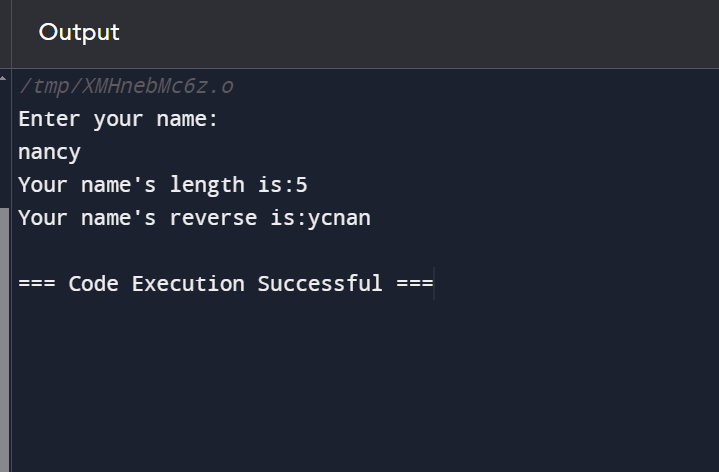 Output
/tmp/XMHnebMc6z.o
Enter your name:
nancy
Your name's length is:5
Your name's reverse is:ycnan
=== Code Execution Successful ===